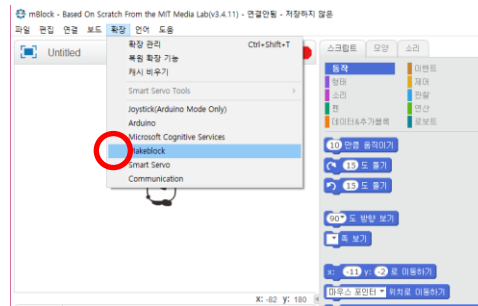 mBlock - Based On Scratch From the MIT Media Lab(v3.4.11) - 연결안됨 - 저장하지 않은
파일 편집 연결 보드 확장 언어 도움
Untitled
확장 관리 Ctrl+Shift+T
복원 확장 기능
캐시 비우기
Smart Servo Tools
Joystick(Arduino Mode Only)
Arduino
Microsoft Cognitive Services
Makeblock
Smart Servo
Communication
X: -82 y: 180
스크립트 모양 소리
동작 이벤트
형태 제어
소리 관찰
펜 연산
데이터&추가블록 로보트
10 만큼 움직이기
15 도 돌기
15 도 돌기
90 도 방향 보기
쪽 보기
x: -11 y: -2 로 이동하기
마우스 포인터 위치로 이동하기